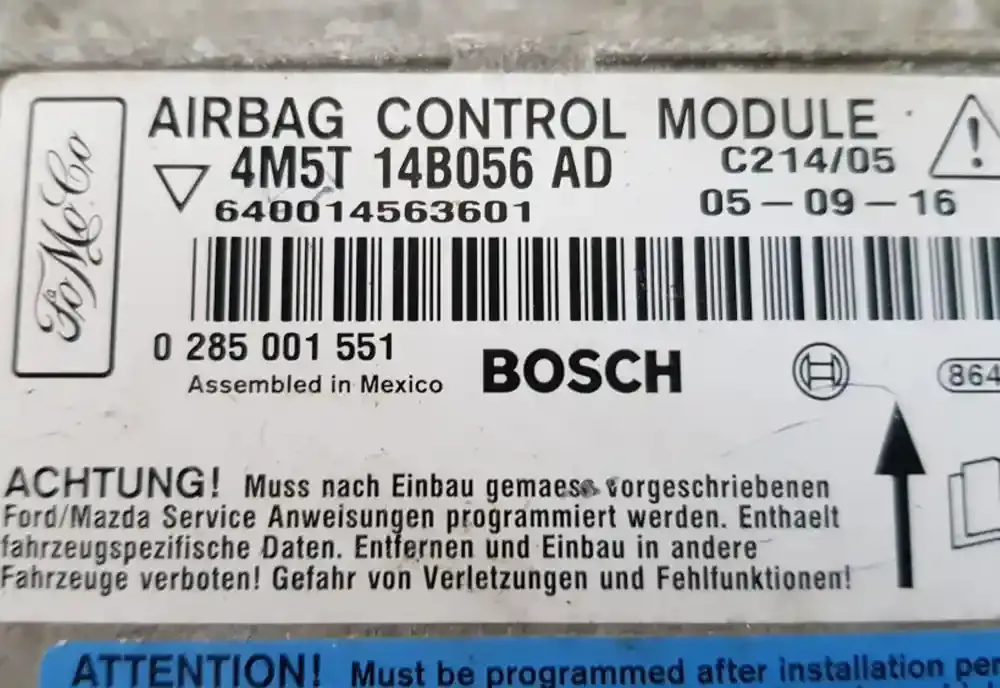 FoMoCo
AIRBAG CONTROL MODULE
4M5T 14B056 AD
C214/05
640014563601
05-09-16
0 285 001 551
Assembled in Mexico
BOSCH
864
ACHTUNG! Muss nach Einbau gemaess vorgeschriebenen
Ford/Mazda Service Anweisungen programmiert werden. Enthaelt
fahrzeugspezifische Daten. Entfernen und Einbau in andere
Fahrzeuge verboten! Gefahr von Verletzungen und Fehlfunktionen!
ATTENTION! Must be programmed after installation per